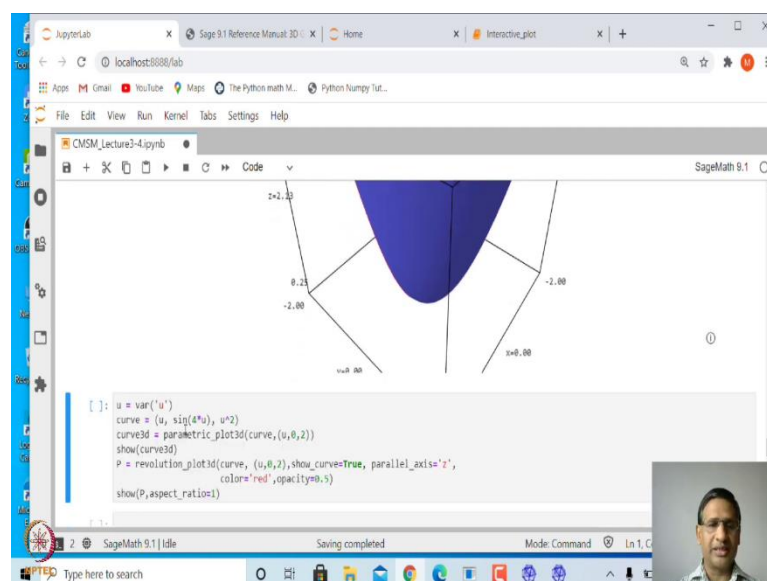 JupyterLab
Sage 9.1 Reference Manual: 3D G
Home
Interactive_plot
localhost:8888/lab
Apps
Gmail
YouTube
Maps
The Python math M...
Python Numpy Tut...
File Edit View Run Kernel Tabs Settings Help
CMSM_Lecture3-4.ipynb
Code
SageMath 9.1
z=2.13
0.25
-2.00
-2.00
x=0.00
[ ]: u = var('u')
curve = (u, sin(4*u), u^2)
curve3d = parametric_plot3d(curve,(u,0,2))
show(curve3d)
P = revolution_plot3d(curve, (u,0,2),show_curve=True, parallel_axis='z',
color='red',opacity=0.5)
show(P,aspect_ratio=1)
[ ]:
2 SageMath 9.1 | Idle Saving completed Mode: Command Ln 1,
Type here to search